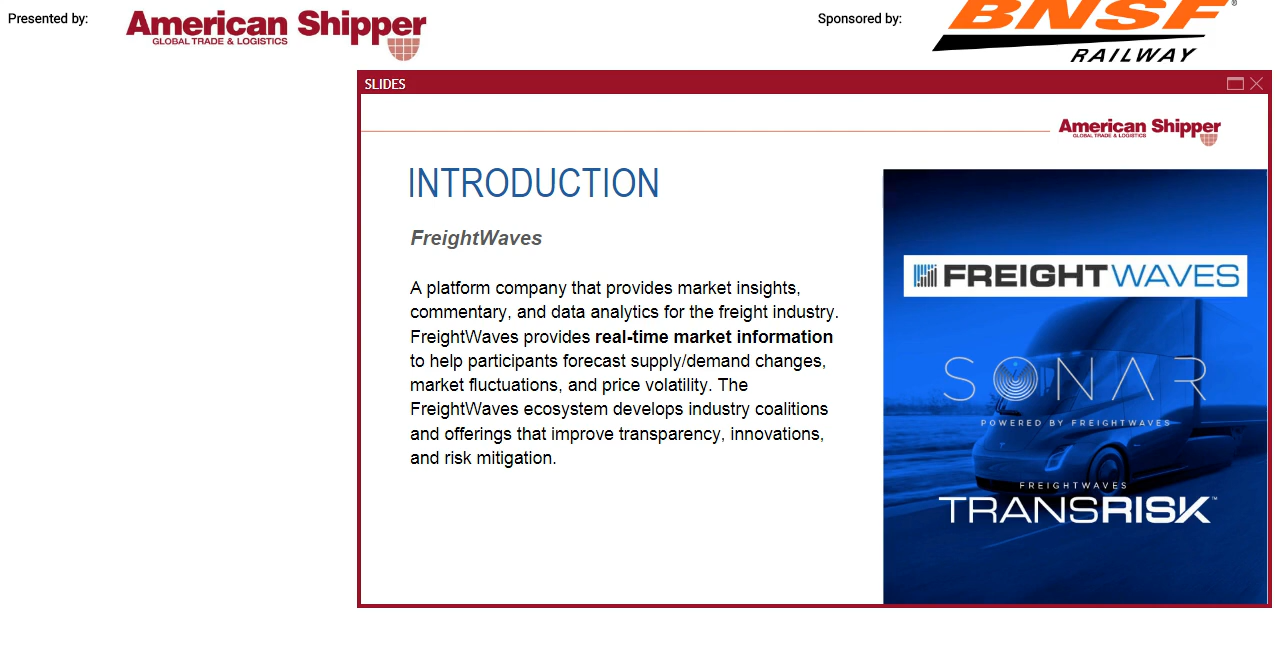 Presented by:
American Shipper
GLOBAL TRADE & LOGISTICS
Sponsored by:
BNSF®
RAILWAY
SLIDES
American Shipper
GLOBAL TRADE & LOGISTICS
INTRODUCTION
FreightWaves
A platform company that provides market insights,
commentary, and data analytics for the freight industry.
FreightWaves provides real-time market information
to help participants forecast supply/demand changes,
market fluctuations, and price volatility. The
FreightWaves ecosystem develops industry coalitions
and offerings that improve transparency, innovations,
and risk mitigation.
FREIGHTWAVES
SONAR
POWERED BY FREIGHTWAVES
FREIGHTWAVES
TRANSRISK™